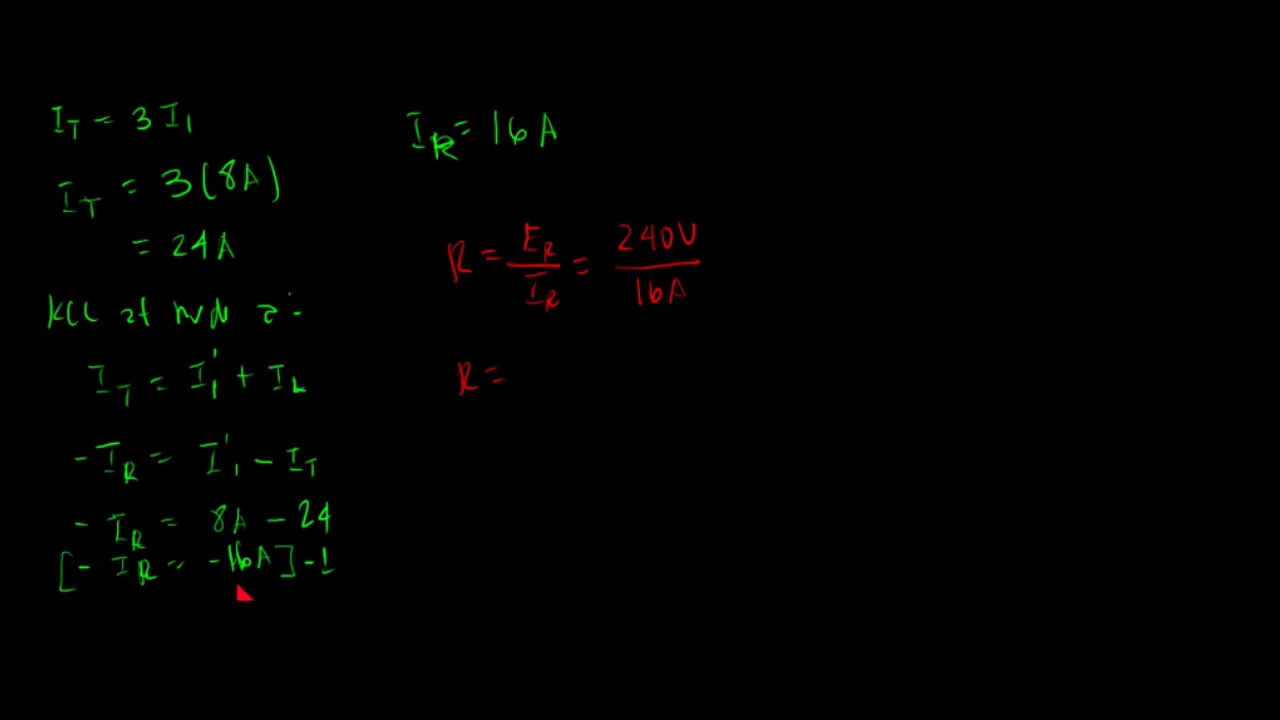 I_T = 3 I_1
I_T = 3(8A)
= 24A
KCL at node a:
I_T = I_1' + I_R
-I_R = I_1' - I_T
-I_R = 8A - 24
[-I_R = -16A] -1
I_R = 16A
R = E_R / I_R = 240V / 16A
R =